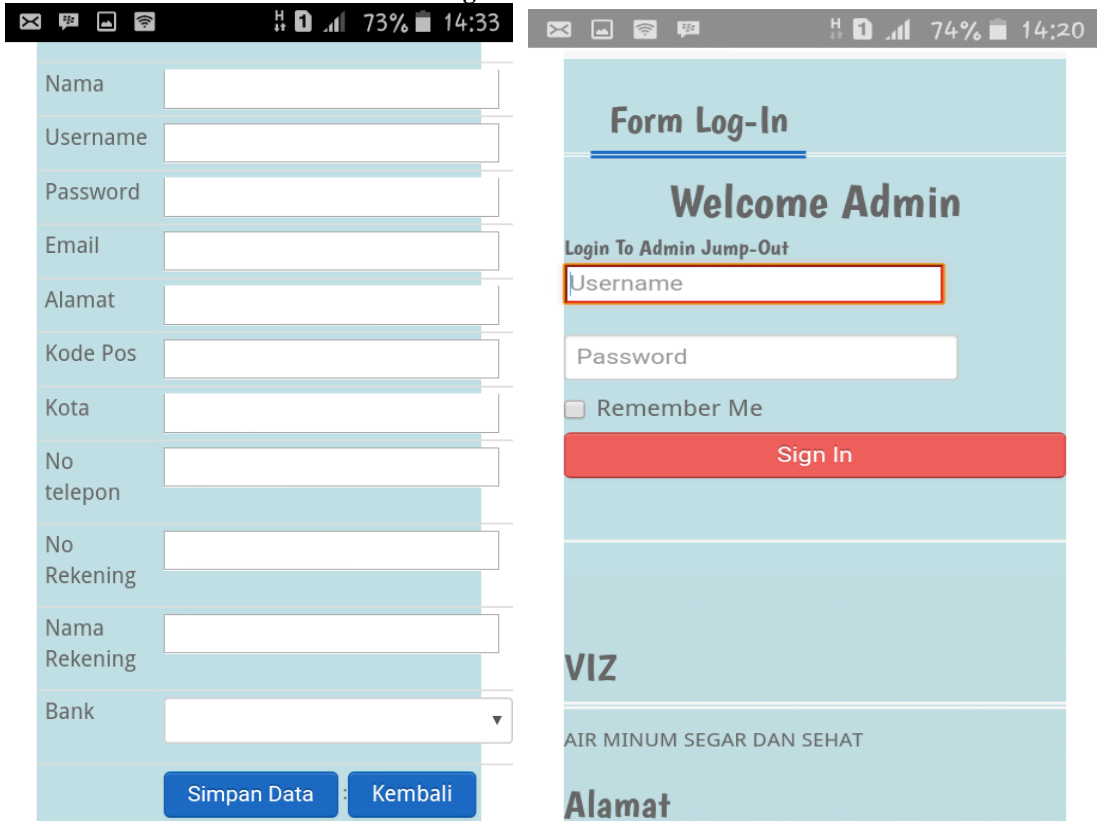 73% 14:33
Nama
Username
Password
Email
Alamat
Kode Pos
Kota
No
telepon
No
Rekening
Nama
Rekening
Bank
Simpan Data : Kembali
H 1 74% 14:20
Form Log-In
Welcome Admin
Login To Admin Jump-Out
Username
Password
Remember Me
Sign In
VIZ
AIR MINUM SEGAR DAN SEHAT
Alamat